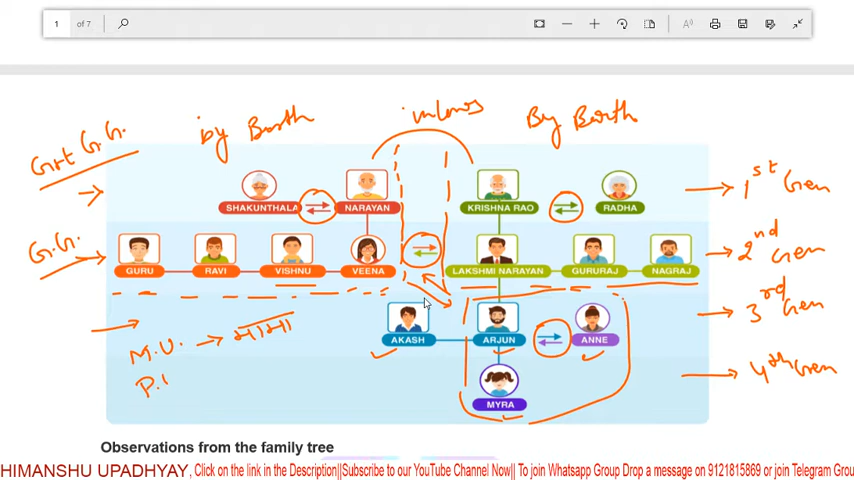 1 of 7
by Borth
inlows
By Berth
Grt G.G.
SHAKUNTHALA
NARAYAN
KRISHNA RAO
RADHA
1st Gen
G.G.
GURU
RAVI
VISHNU
VEENA
LAKSHMI NARAYAN
GURURAJ
NAGRAJ
2nd Gen
3rd Gen
M.U. → मामा
AKASH
ARJUN
ANNE
P.U
4th Gen
MYRA
Observations from the family tree
HIMANSHU UPADHYAY, Click on the link in the Description||Subscribe to our YouTube Channel Now|| To join Whatsapp Group Drop a message on 9121815869 or join Telegram Grou